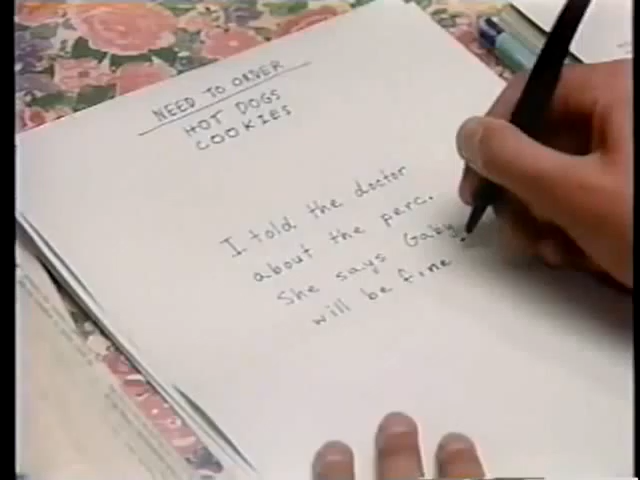 NEED TO ORDER
HOT DOGS
COOKIES
I told the doctor
about the perc.
She says Gaby
will be fine.